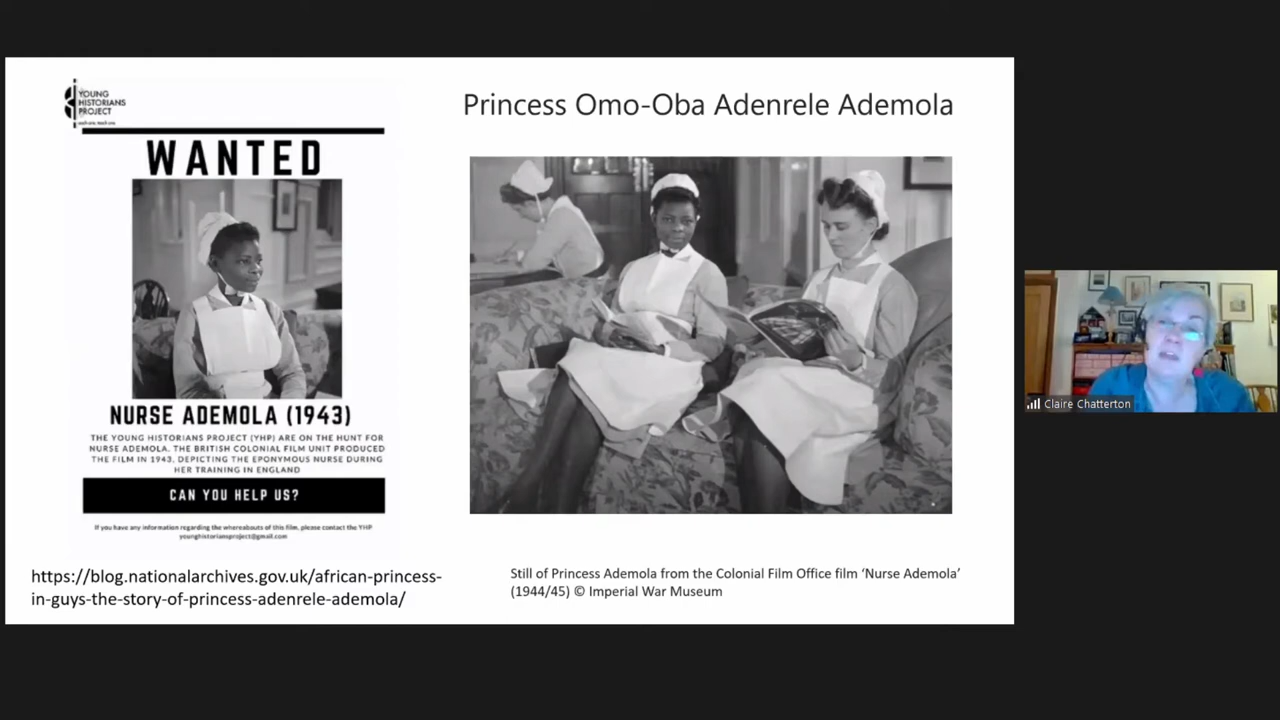 YOUNG
HISTORIANS
PROJECT
WANTED
NURSE ADEMOLA (1943)
THE YOUNG HISTORIANS PROJECT (YHP) ARE ON THE HUNT FOR
NURSE ADEMOLA. THE BRITISH COLONIAL FILM UNIT PRODUCED
THE FILM IN 1943, DEPICTING THE EPONYMOUS NURSE DURING
HER TRAINING IN ENGLAND
CAN YOU HELP US?
If you have any information regarding the whereabouts of this film, please contact the YHP
younghistoriansproject@gmail.com
https://blog.nationalarchives.gov.uk/african-princess-
in-guys-the-story-of-princess-adenrele-ademola/
Princess Omo-Oba Adenrele Ademola
Still of Princess Ademola from the Colonial Film Office film ‘Nurse Ademola’
(1944/45) © Imperial War Museum
Claire Chatterton